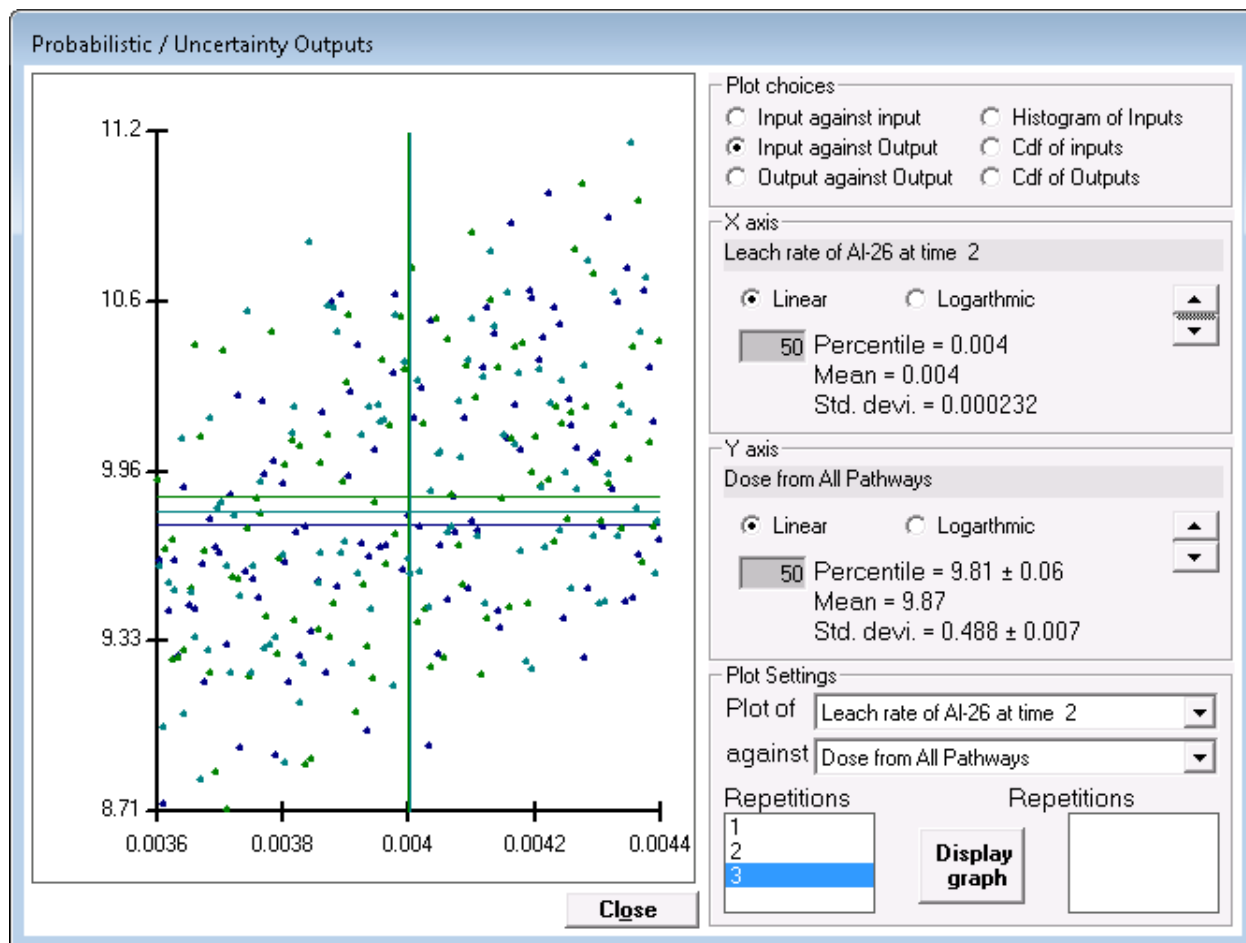 Probabilistic / Uncertainty Outputs
11.2
10.6
9.96
9.33
8.71
0.0036 0.0038 0.004 0.0042 0.0044
Close
Plot choices
Input against input Histogram of Inputs
Input against Output Cdf of inputs
Output against Output Cdf of Outputs
X axis
Leach rate of Al-26 at time 2
Linear Logarthmic
50 Percentile = 0.004
Mean = 0.004
Std. devi. = 0.000232
Y axis
Dose from All Pathways
Linear Logarthmic
50 Percentile = 9.81 ± 0.06
Mean = 9.87
Std. devi. = 0.488 ± 0.007
Plot Settings
Plot of Leach rate of Al-26 at time 2
against Dose from All Pathways
Repetitions Repetitions
1
2
3
Display
graph